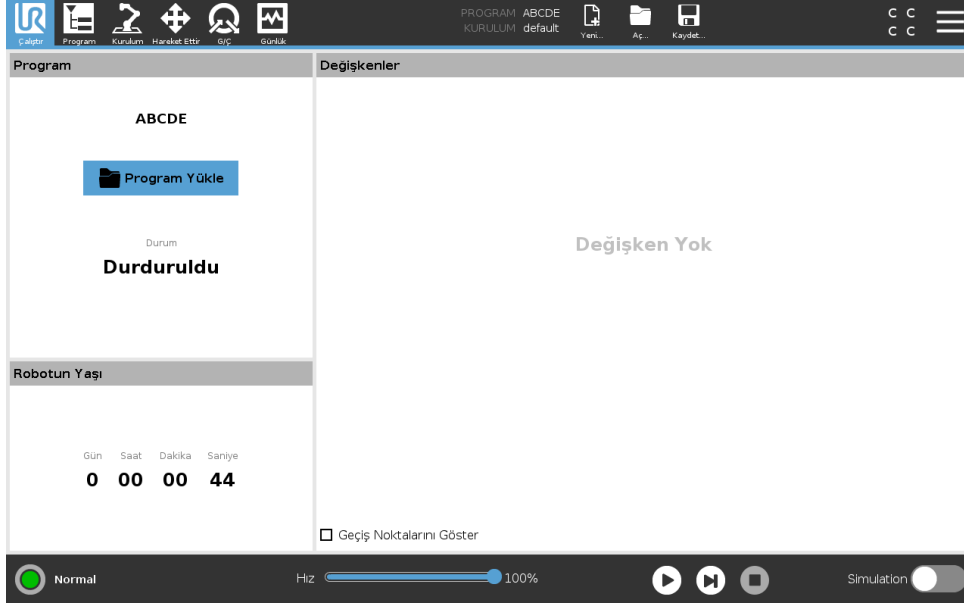 UR
Çalıştır Program Kurulum Hareket Ettir G/Ç Günlük
PROGRAM ABCDE
KURULUM default
Yeni... Aç... Kaydet...
C C
C C
Program
ABCDE
Program Yükle
Durum
Durduruldu
Değişkenler
Değişken Yok
Robotun Yaşı
Gün Saat Dakika Saniye
0 00 00 44
Geçiş Noktalarını Göster
Normal
Hız 100%
Simulation